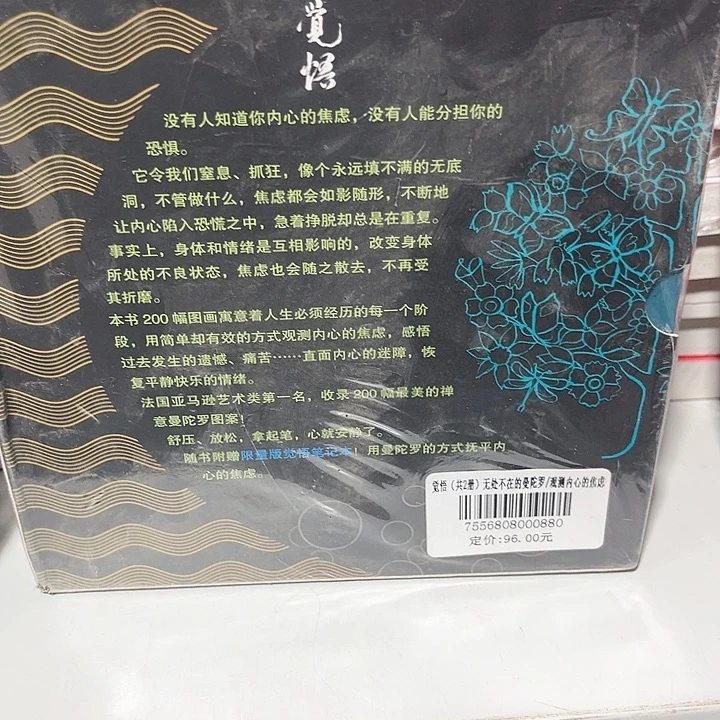 覺
悟
没有人知道你内心的焦虑，没有人能分担你的
恐惧。
它令我们窒息、抓狂，像个永远填不满的无底
洞，不管做什么，焦虑都会如影随形，不断地
让内心陷入恐慌之中，急着挣脱却总是在重复。
事实上，身体和情绪是互相影响的，改变身体
所处的不良状态，焦虑也会随之散去，不再受
其折磨。
本书 200 幅图画寓意着人生必须经历的每一个阶
段，用简单却有效的方式观测内心的焦虑，感悟
过去发生的遗憾、痛苦……直面内心的迷障，恢
复平静快乐的情绪。
法国亚马逊艺术类第一名，收录 200 幅最美的禅
意曼陀罗图案！
舒压、放松，拿起笔，心就安静了。
随书附赠限量版觉悟笔记本！用曼陀罗的方式抚平内
心的焦虑。
觉悟（共2册）无处不在的曼陀罗/观测内心的焦虑
7556808000880
定价:96.00元